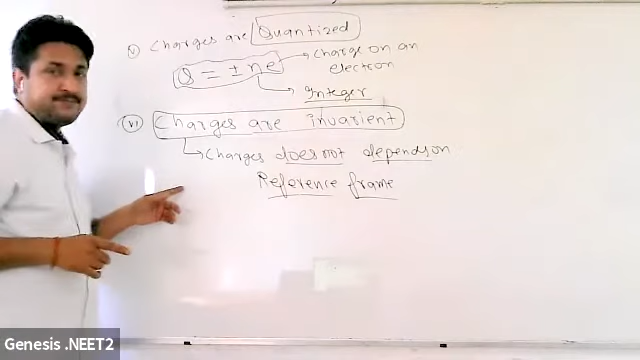 (v) Charges are Quantized
Q = ±ne → Charge on an
electron
→ Integer
(vi) Charges are invarient
→ Charges does not depends on
Reference frame
Genesis .NEET2